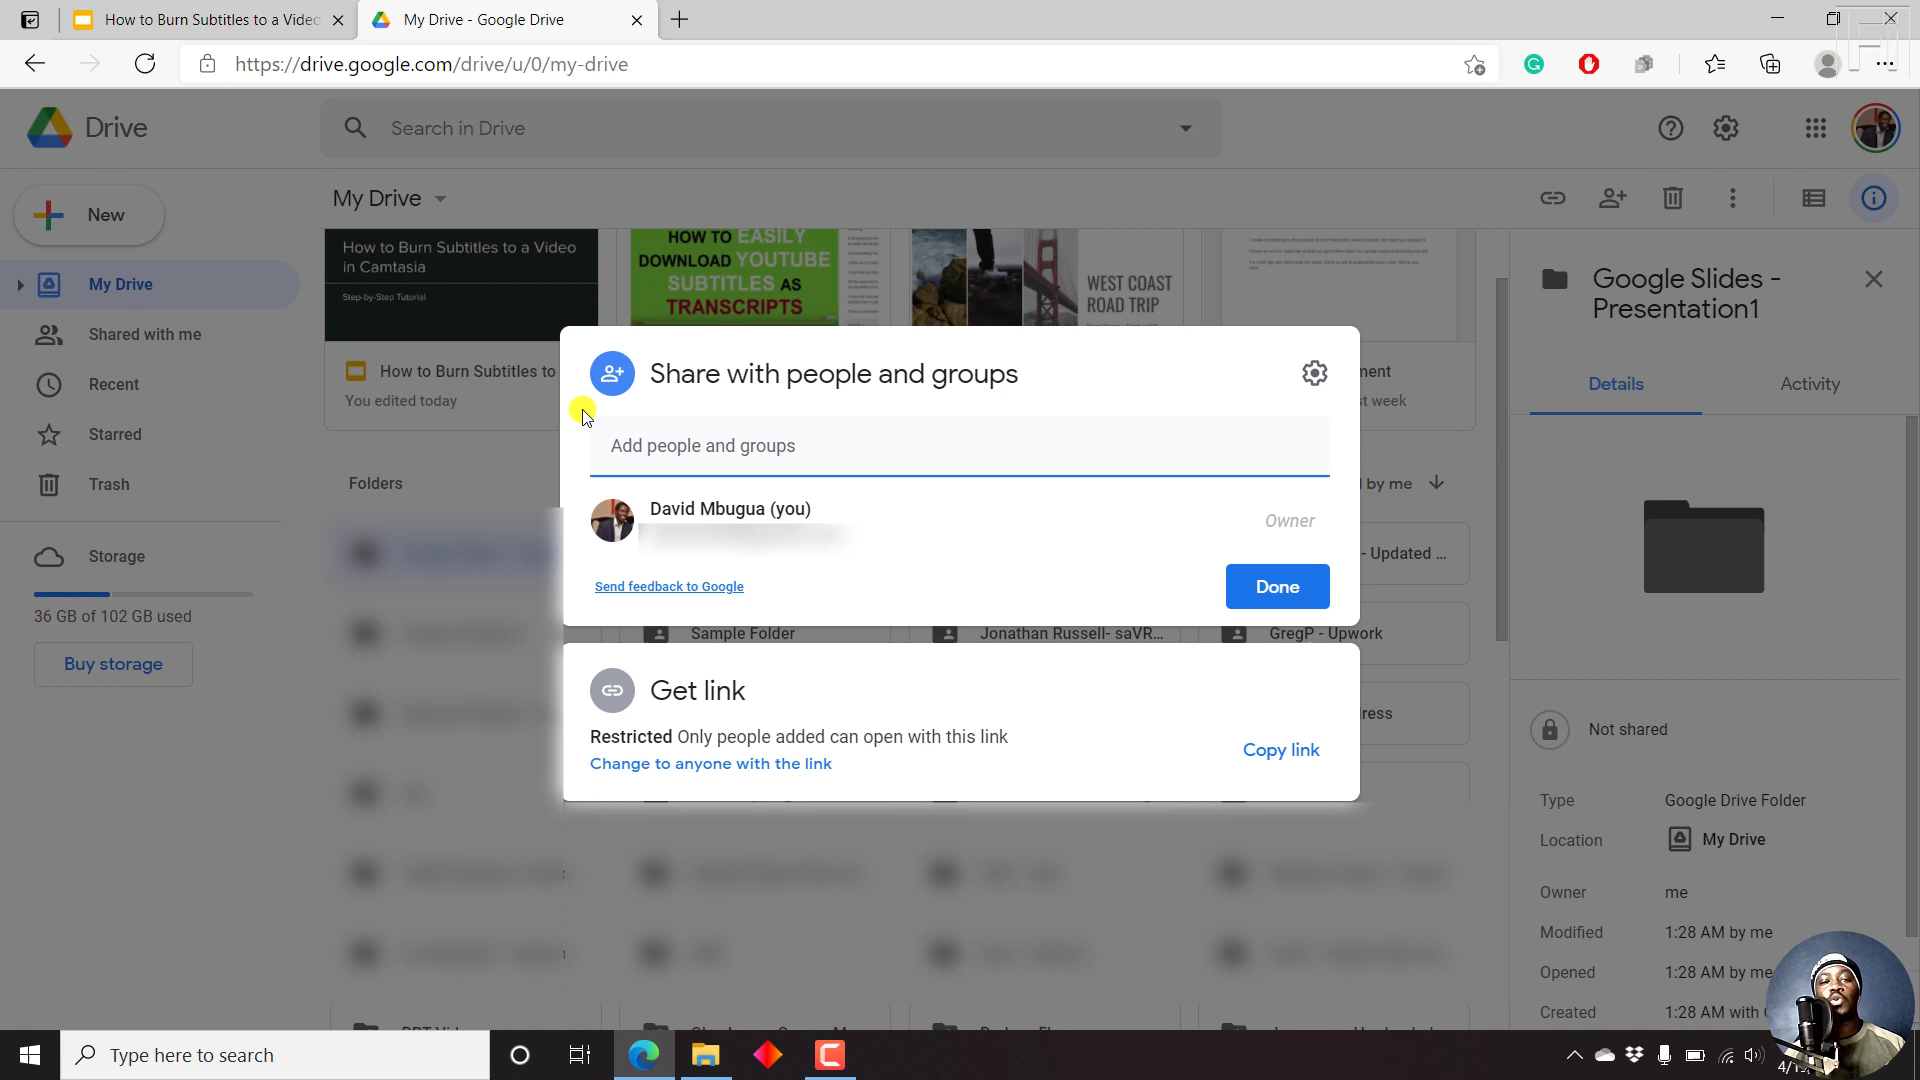 How to Burn Subtitles to a Video
My Drive - Google Drive
https://drive.google.com/drive/u/0/my-drive
Drive
Search in Drive
New
My Drive
My Drive
Shared with me
Recent
Starred
Trash
Storage
36 GB of 102 GB used
Buy storage
How to Burn Subtitles to a Video
in Camtasia
Step-by-Step Tutorial
How to Burn Subtitles to
You edited today
HOW TO EASILY
DOWNLOAD YOUTUBE
SUBTITLES AS
TRANSCRIPTS
WEST COAST
ROAD TRIP
ment
t week
Folders
d by me
- Updated ...
Share with people and groups
Add people and groups
David Mbugua (you)
Owner
Send feedback to Google
Done
Sample Folder
Jonathan Russell- saVR...
GregP - Upwork
Get link
Restricted Only people added can open with this link
Change to anyone with the link
Copy link
Google Slides -
Presentation1
Details
Activity
Not shared
Type
Google Drive Folder
Location
My Drive
Owner
me
Modified
1:28 AM by me
Opened
1:28 AM by me
Created
1:28 AM with
Type here to search